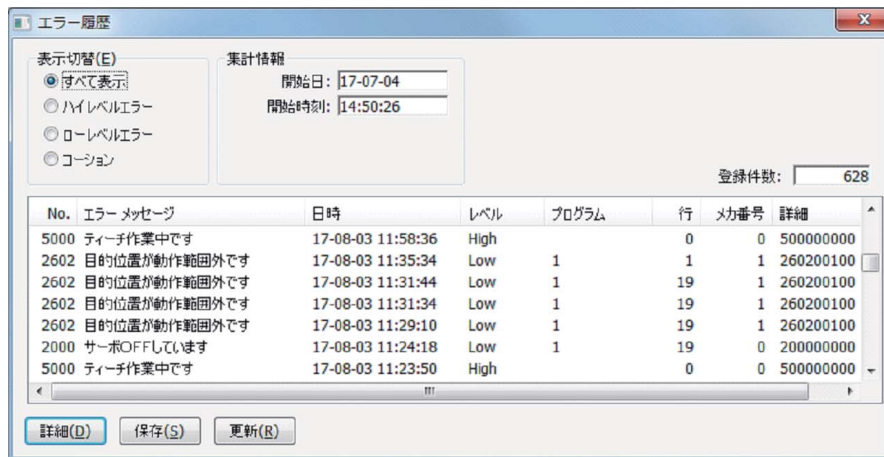 エラー履歴
表示切替(E)
すべて表示
ハイレベルエラー
ローレベルエラー
コーション
集計情報
開始日: 17-07-04
開始時刻: 14:50:26
登録件数: 628
No. エラー メッセージ 日時 レベル プログラム 行 メカ番号 詳細
5000 ティーチ作業中です 17-08-03 11:58:36 High 0 0 500000000
2602 目的位置が動作範囲外です 17-08-03 11:35:34 Low 1 1 1 260200100
2602 目的位置が動作範囲外です 17-08-03 11:31:44 Low 1 19 1 260200100
2602 目的位置が動作範囲外です 17-08-03 11:31:34 Low 1 19 1 260200100
2602 目的位置が動作範囲外です 17-08-03 11:29:10 Low 1 19 1 260200100
2000 サーボOFFしています 17-08-03 11:24:18 Low 1 19 0 200000000
5000 ティーチ作業中です 17-08-03 11:23:50 High 0 0 500000000
詳細(D) 保存(S) 更新(R)